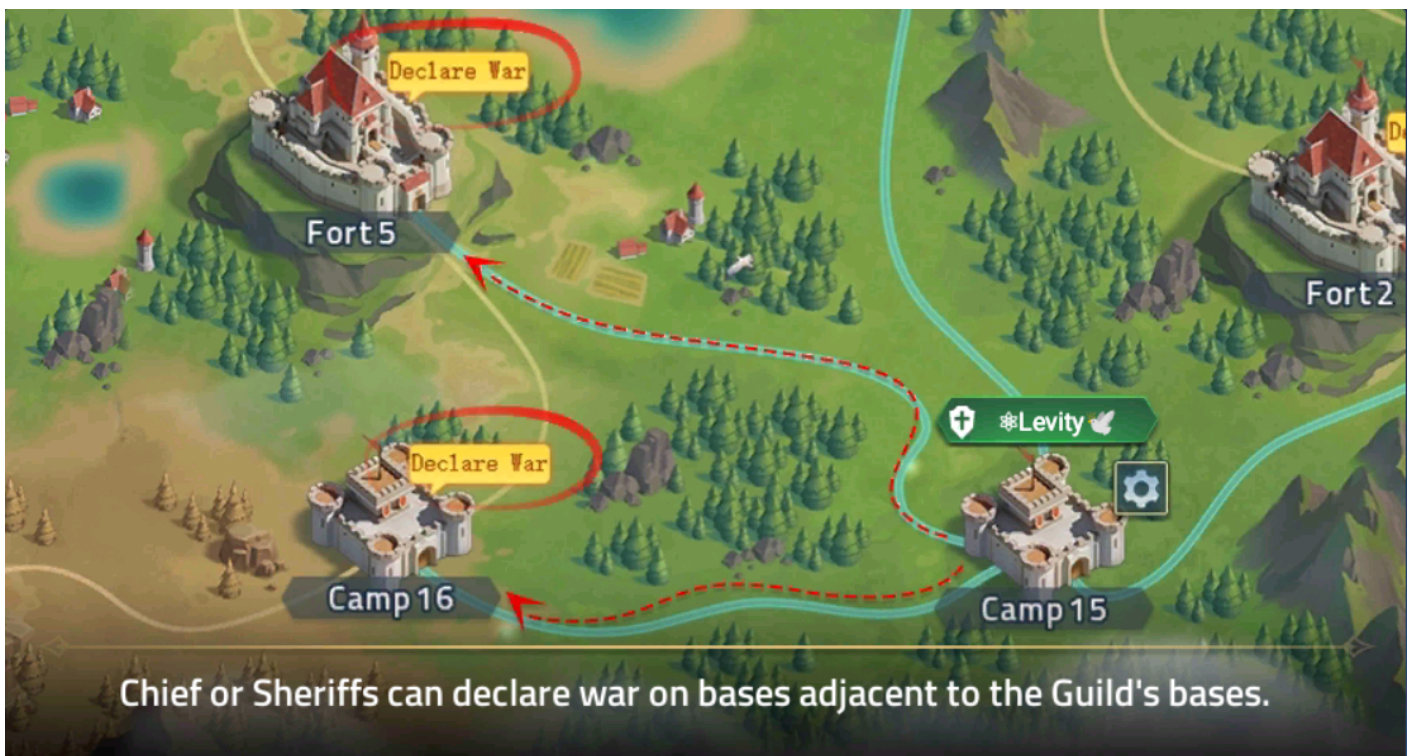 Declare War
Fort 5
Fort 2
Levity
Declare War
Camp 16
Camp 15
Chief or Sheriffs can declare war on bases adjacent to the Guild's bases.